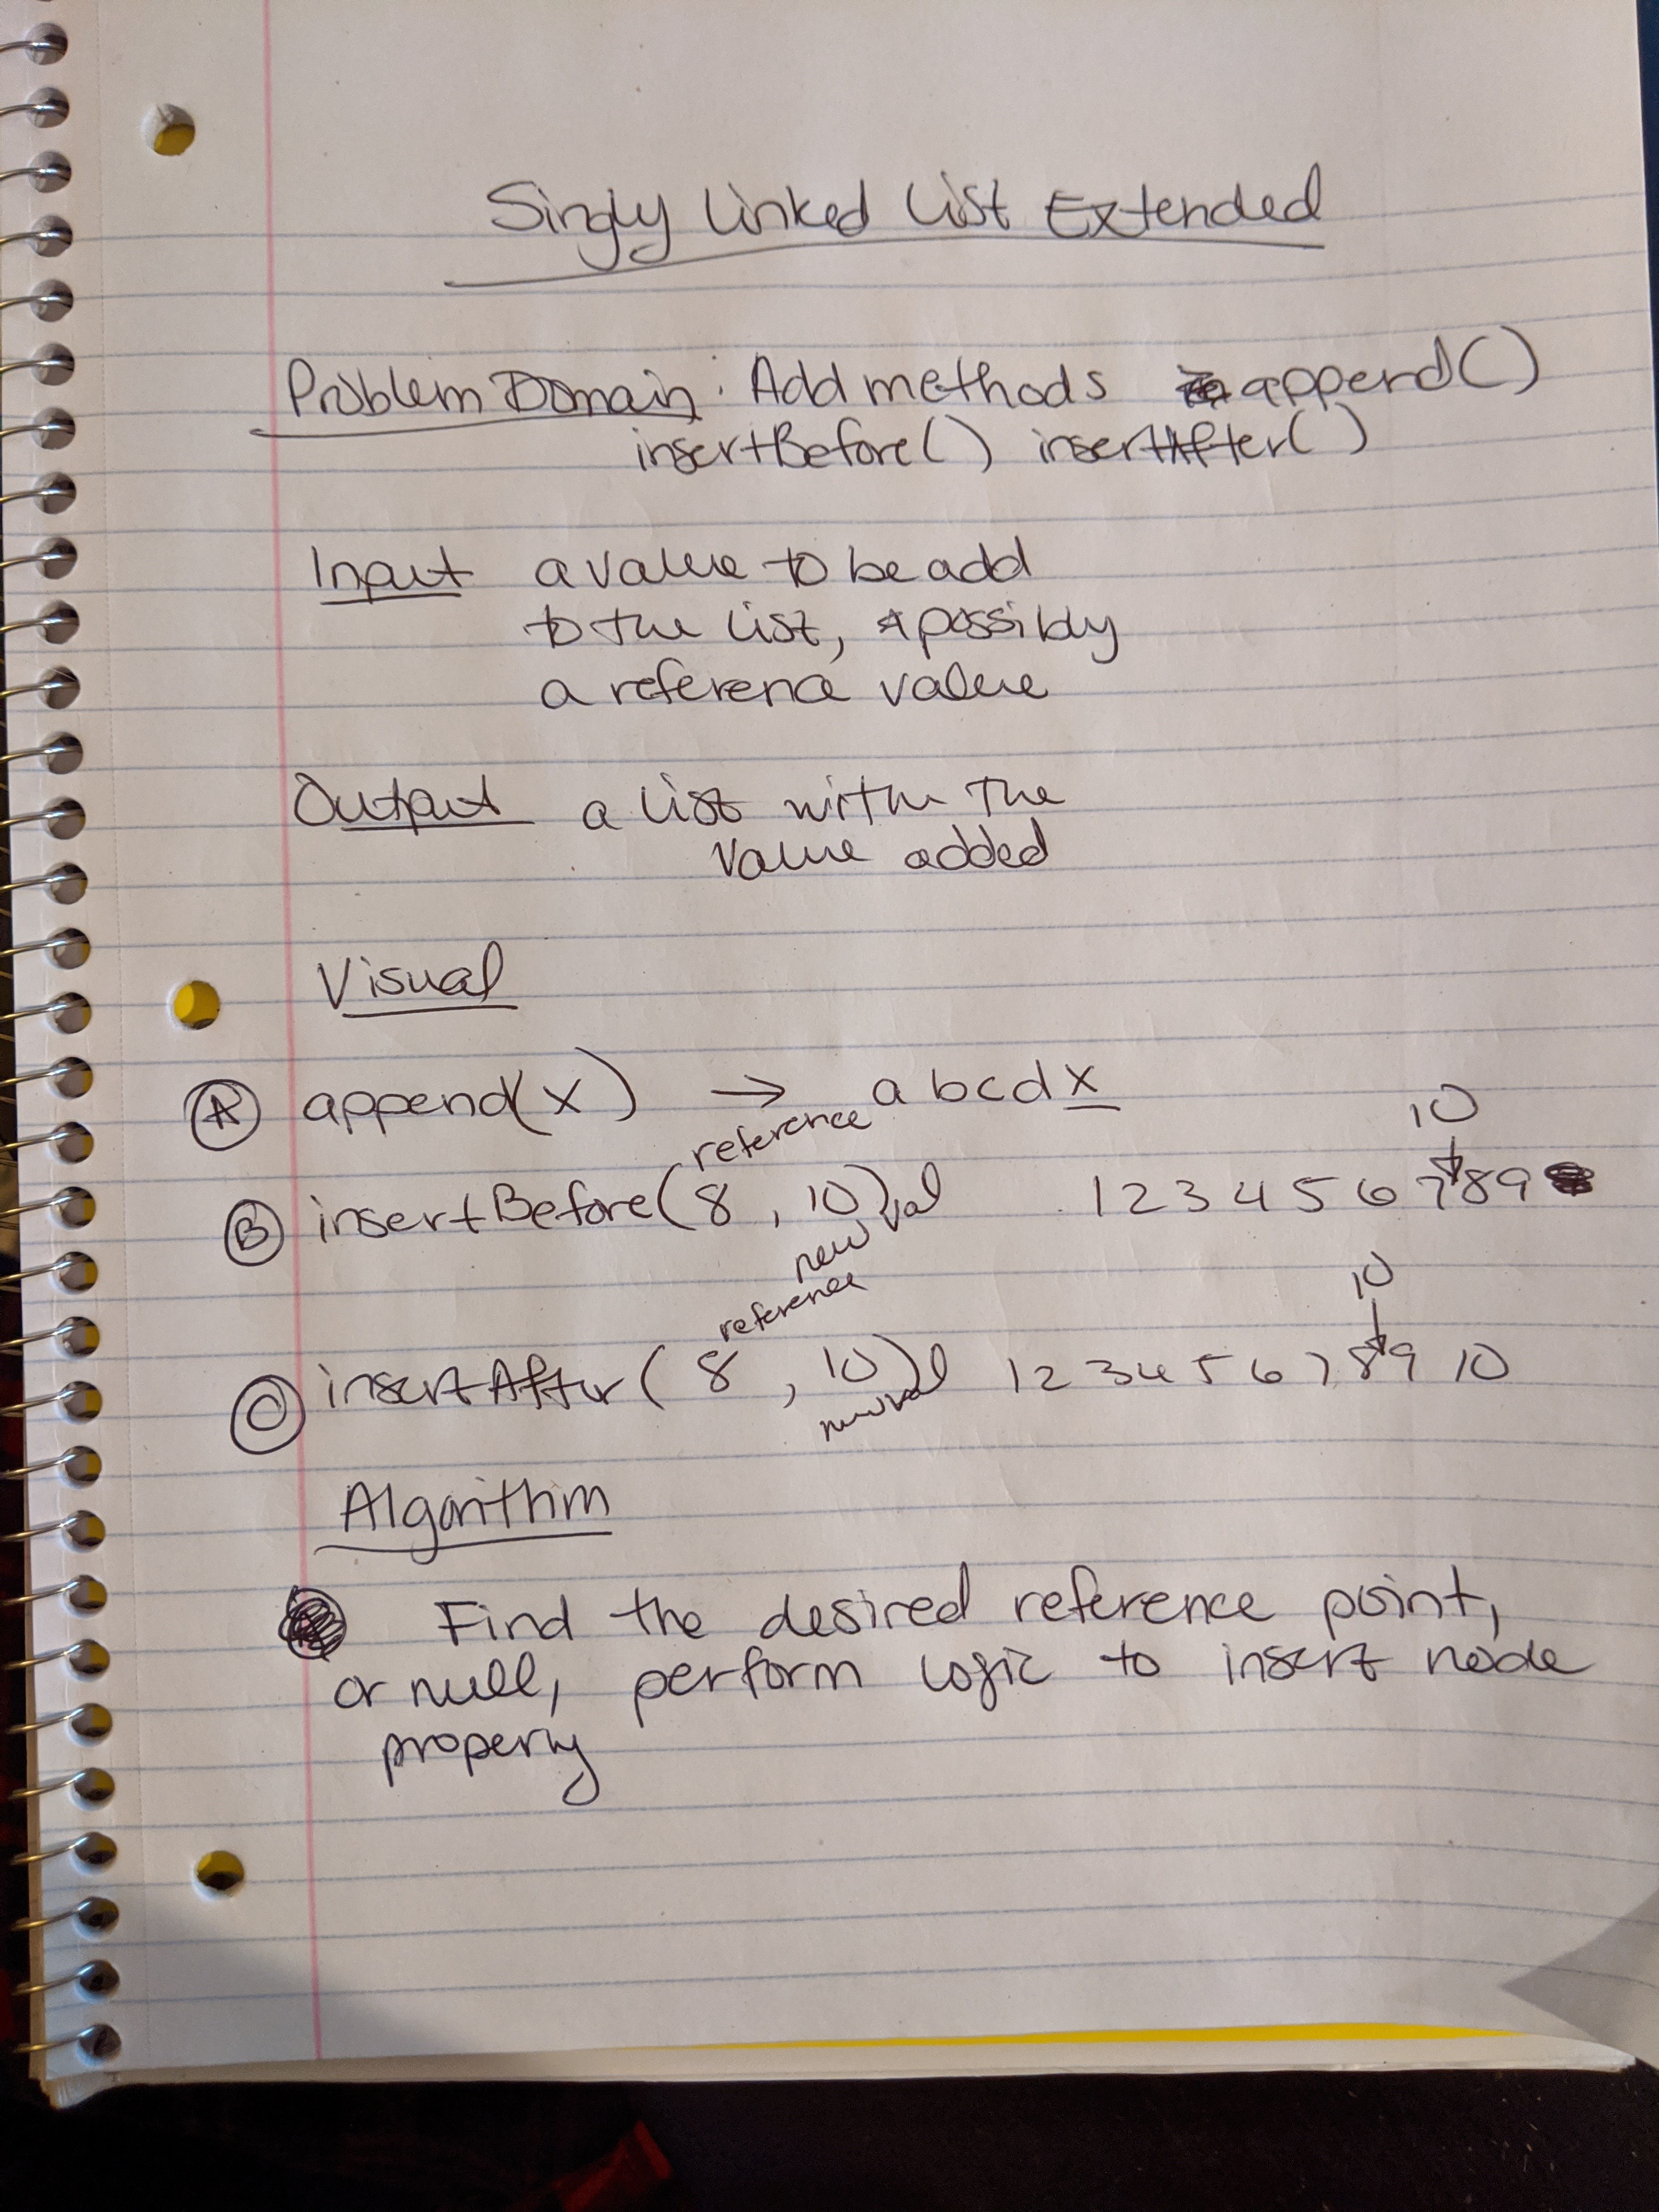 Singly Linked List Extended
Problem Domain: Add methods append()
insertBefore() insertAfter()
Input a value to be add
to the list, + possibly
a reference value
Output a list with the
value added
Visual
A append(x) → a b c d x
10
reference
B insertBefore(8, 10) 1 2 3 4 5 6 7 8 9
new val
10
reference
C insertAfter(8, 10) 1 2 3 4 5 6 7 8 9 10
new val
Algorithm
Find the desired reference point,
or null, perform logic to insert node
properly